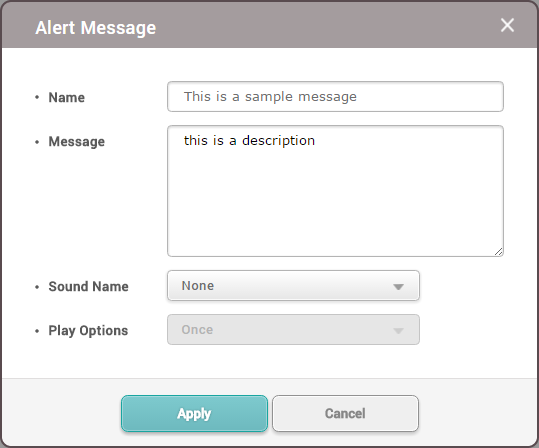 Alert Message
Name
This is a sample message
Message
this is a description
Sound Name
None
Play Options
Once
Apply
Cancel